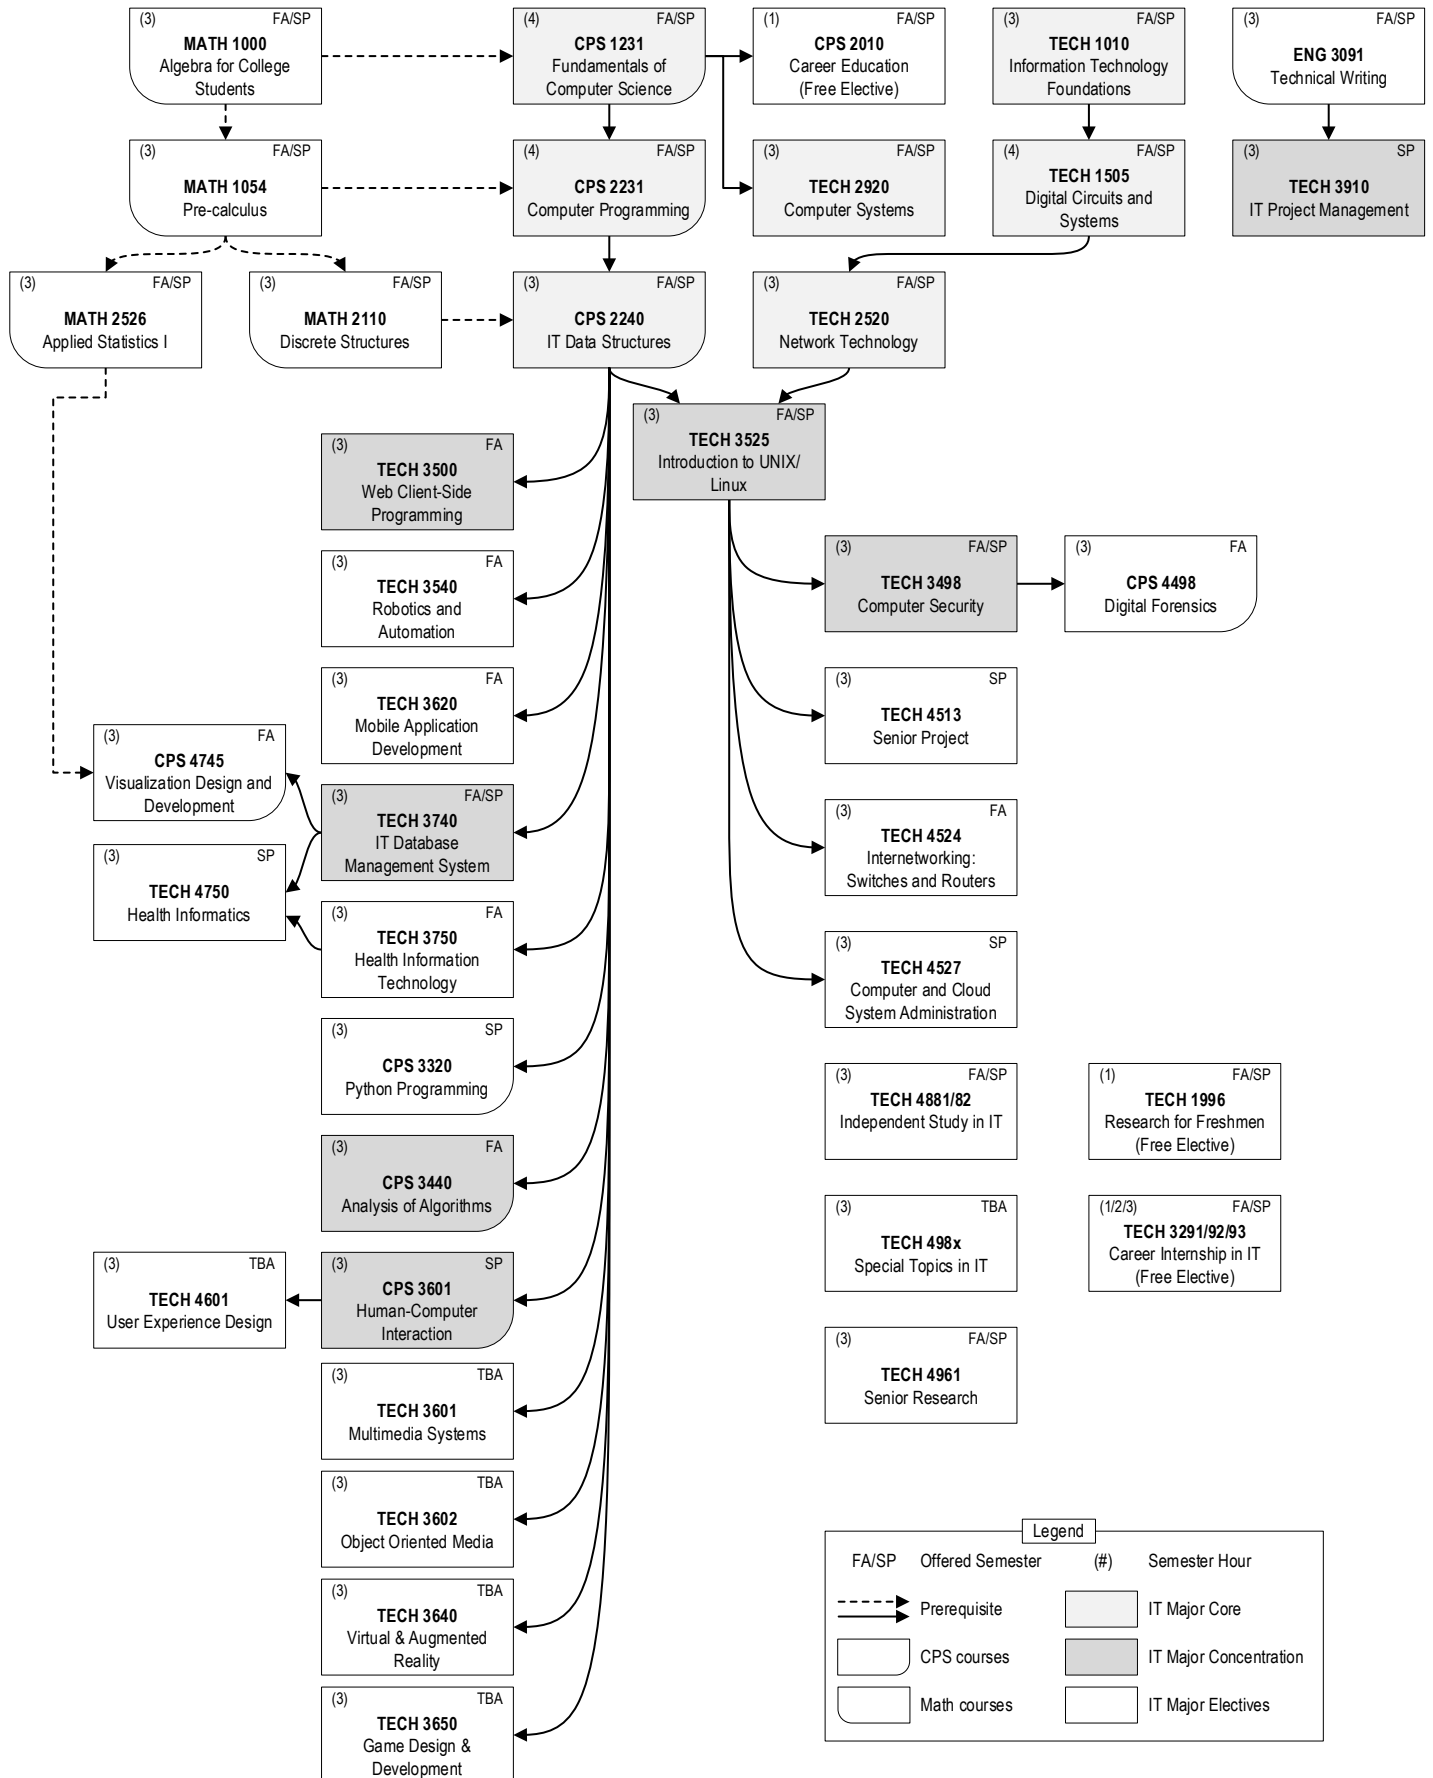 (3) FA/SP
MATH 1000
Algebra for College
Students
(4) FA/SP
CPS 1231
Fundamentals of
Computer Science
(1) FA/SP
CPS 2010
Career Education
(Free Elective)
(3) FA/SP
TECH 1010
Information Technology
Foundations
(3) FA/SP
ENG 3091
Technical Writing
(3) FA/SP
MATH 1054
Pre-calculus
(4) FA/SP
CPS 2231
Computer Programming
(3) FA/SP
TECH 2920
Computer Systems
(4) FA/SP
TECH 1505
Digital Circuits and
Systems
(3) SP
TECH 3910
IT Project Management
(3) FA/SP
MATH 2526
Applied Statistics I
(3) FA/SP
MATH 2110
Discrete Structures
(3) FA/SP
CPS 2240
IT Data Structures
(3) FA/SP
TECH 2520
Network Technology
(3) FA/SP
TECH 3525
Introduction to UNIX/
Linux
(3) FA
TECH 3500
Web Client-Side
Programming
(3) FA
TECH 3540
Robotics and
Automation
(3) FA/SP
TECH 3498
Computer Security
(3) FA
CPS 4498
Digital Forensics
(3) FA
TECH 3620
Mobile Application
Development
(3) SP
TECH 4513
Senior Project
(3) FA
CPS 4745
Visualization Design and
Development
(3) FA/SP
TECH 3740
IT Database
Management System
(3) FA
TECH 4524
Internetworking:
Switches and Routers
(3) SP
TECH 4750
Health Informatics
(3) FA
TECH 3750
Health Information
Technology
(3) SP
TECH 4527
Computer and Cloud
System Administration
(3) SP
CPS 3320
Python Programming
(3) FA/SP
TECH 4881/82
Independent Study in IT
(1) FA/SP
TECH 1996
Research for Freshmen
(Free Elective)
(3) FA
CPS 3440
Analysis of Algorithms
(3) TBA
TECH 498x
Special Topics in IT
(1/2/3) FA/SP
TECH 3291/92/93
Career Internship in IT
(Free Elective)
(3) TBA
TECH 4601
User Experience Design
(3) SP
CPS 3601
Human-Computer
Interaction
(3) FA/SP
TECH 4961
Senior Research
(3) TBA
TECH 3601
Multimedia Systems
(3) TBA
TECH 3602
Object Oriented Media
(3) TBA
TECH 3640
Virtual & Augmented
Reality
(3) TBA
TECH 3650
Game Design &
Development
Legend
FA/SP Offered Semester (#) Semester Hour
Prerequisite IT Major Core
CPS courses IT Major Concentration
Math courses IT Major Electives